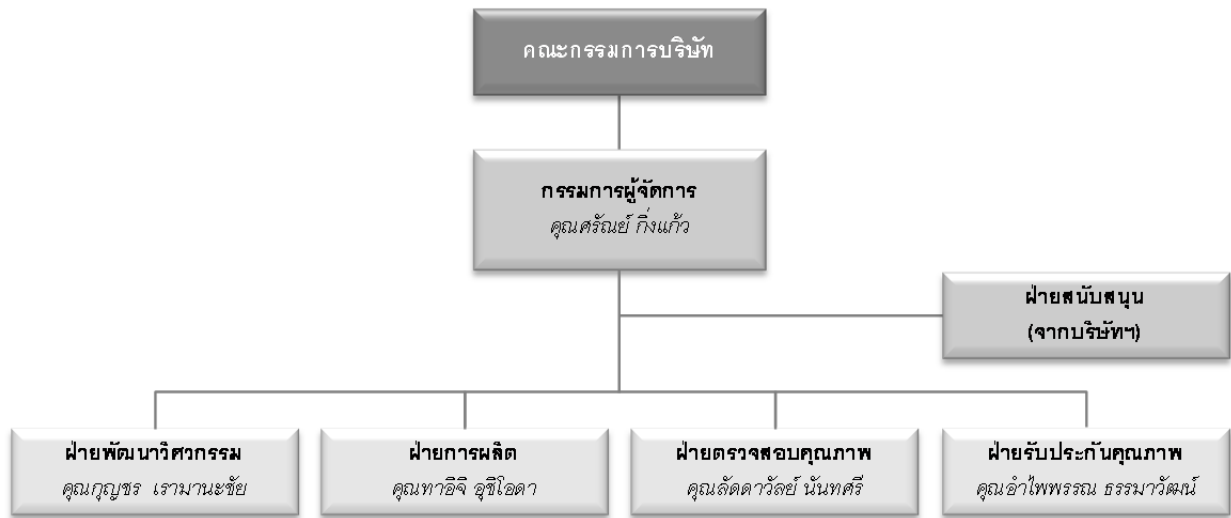 คณะกรรมการบริษัท
กรรมการผู้จัดการ
คุณศรัณย์ กิ่งแก้ว
ฝ่ายสนับสนุน
(จากบริษัทฯ)
ฝ่ายพัฒนาวิศวกรรม
คุณกุญชร เรามานะชัย
ฝ่ายการผลิต
คุณทาอิจิ อุชิโอดา
ฝ่ายตรวจสอบคุณภาพ
คุณลัดดาวัลย์ นันทศรี
ฝ่ายรับประกันคุณภาพ
คุณอำไพพรรณ ธรรมาวัฒน์